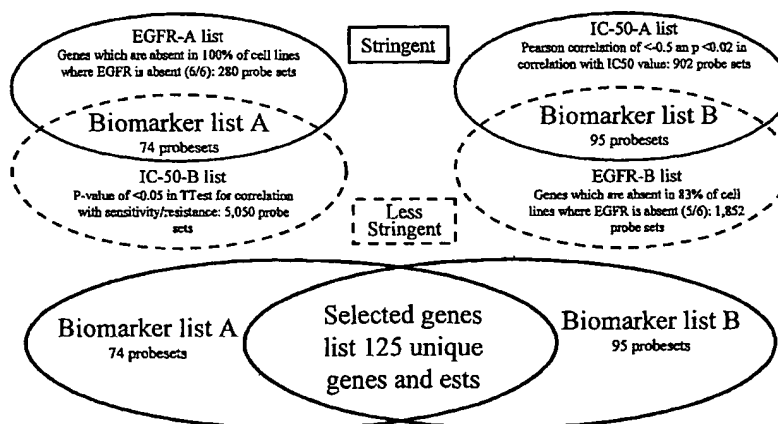 EGFR-A list
Genes which are absent in 100% of cell lines
where EGFR is absent (6/6): 280 probe sets
Biomarker list A
74 probesets
IC-50-B list
P-value of <0.05 in TTest for correlation
with sensitivity/resistance: 5,050 probe
sets
Stringent
Less
Stringent
IC-50-A list
Pearson correlation of <-0.5 an p <0.02 in
correlation with IC50 value: 902 probe sets
Biomarker list B
95 probesets
EGFR-B list
Genes which are absent in 83% of cell
lines where EGFR is absent (5/6): 1,852
probe sets
Biomarker list A
74 probesets
Selected genes
list 125 unique
genes and ests
Biomarker list B
95 probesets